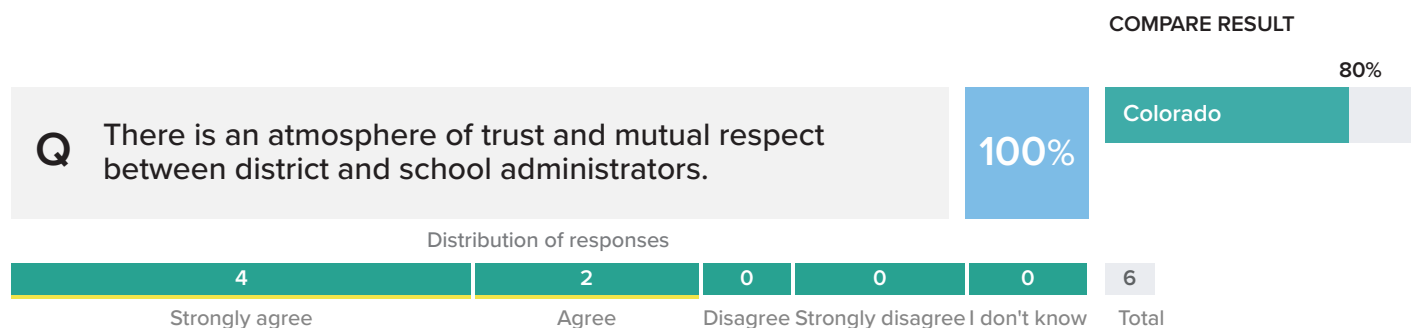 COMPARE RESULT
80%
Q There is an atmosphere of trust and mutual respect
between district and school administrators.
100%
Colorado
Distribution of responses
4 2 0 0 0 6
Strongly agree Agree Disagree Strongly disagree I don't know Total